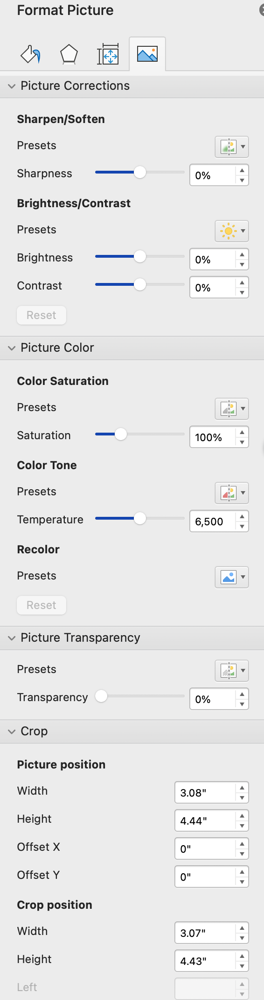 Format Picture
Picture Corrections
Sharpen/Soften
Presets
Sharpness 0%
Brightness/Contrast
Presets
Brightness 0%
Contrast 0%
Reset
Picture Color
Color Saturation
Presets
Saturation 100%
Color Tone
Presets
Temperature 6,500
Recolor
Presets
Reset
Picture Transparency
Presets
Transparency 0%
Crop
Picture position
Width 3.08"
Height 4.44"
Offset X 0"
Offset Y 0"
Crop position
Width 3.07"
Height 4.43"
Left